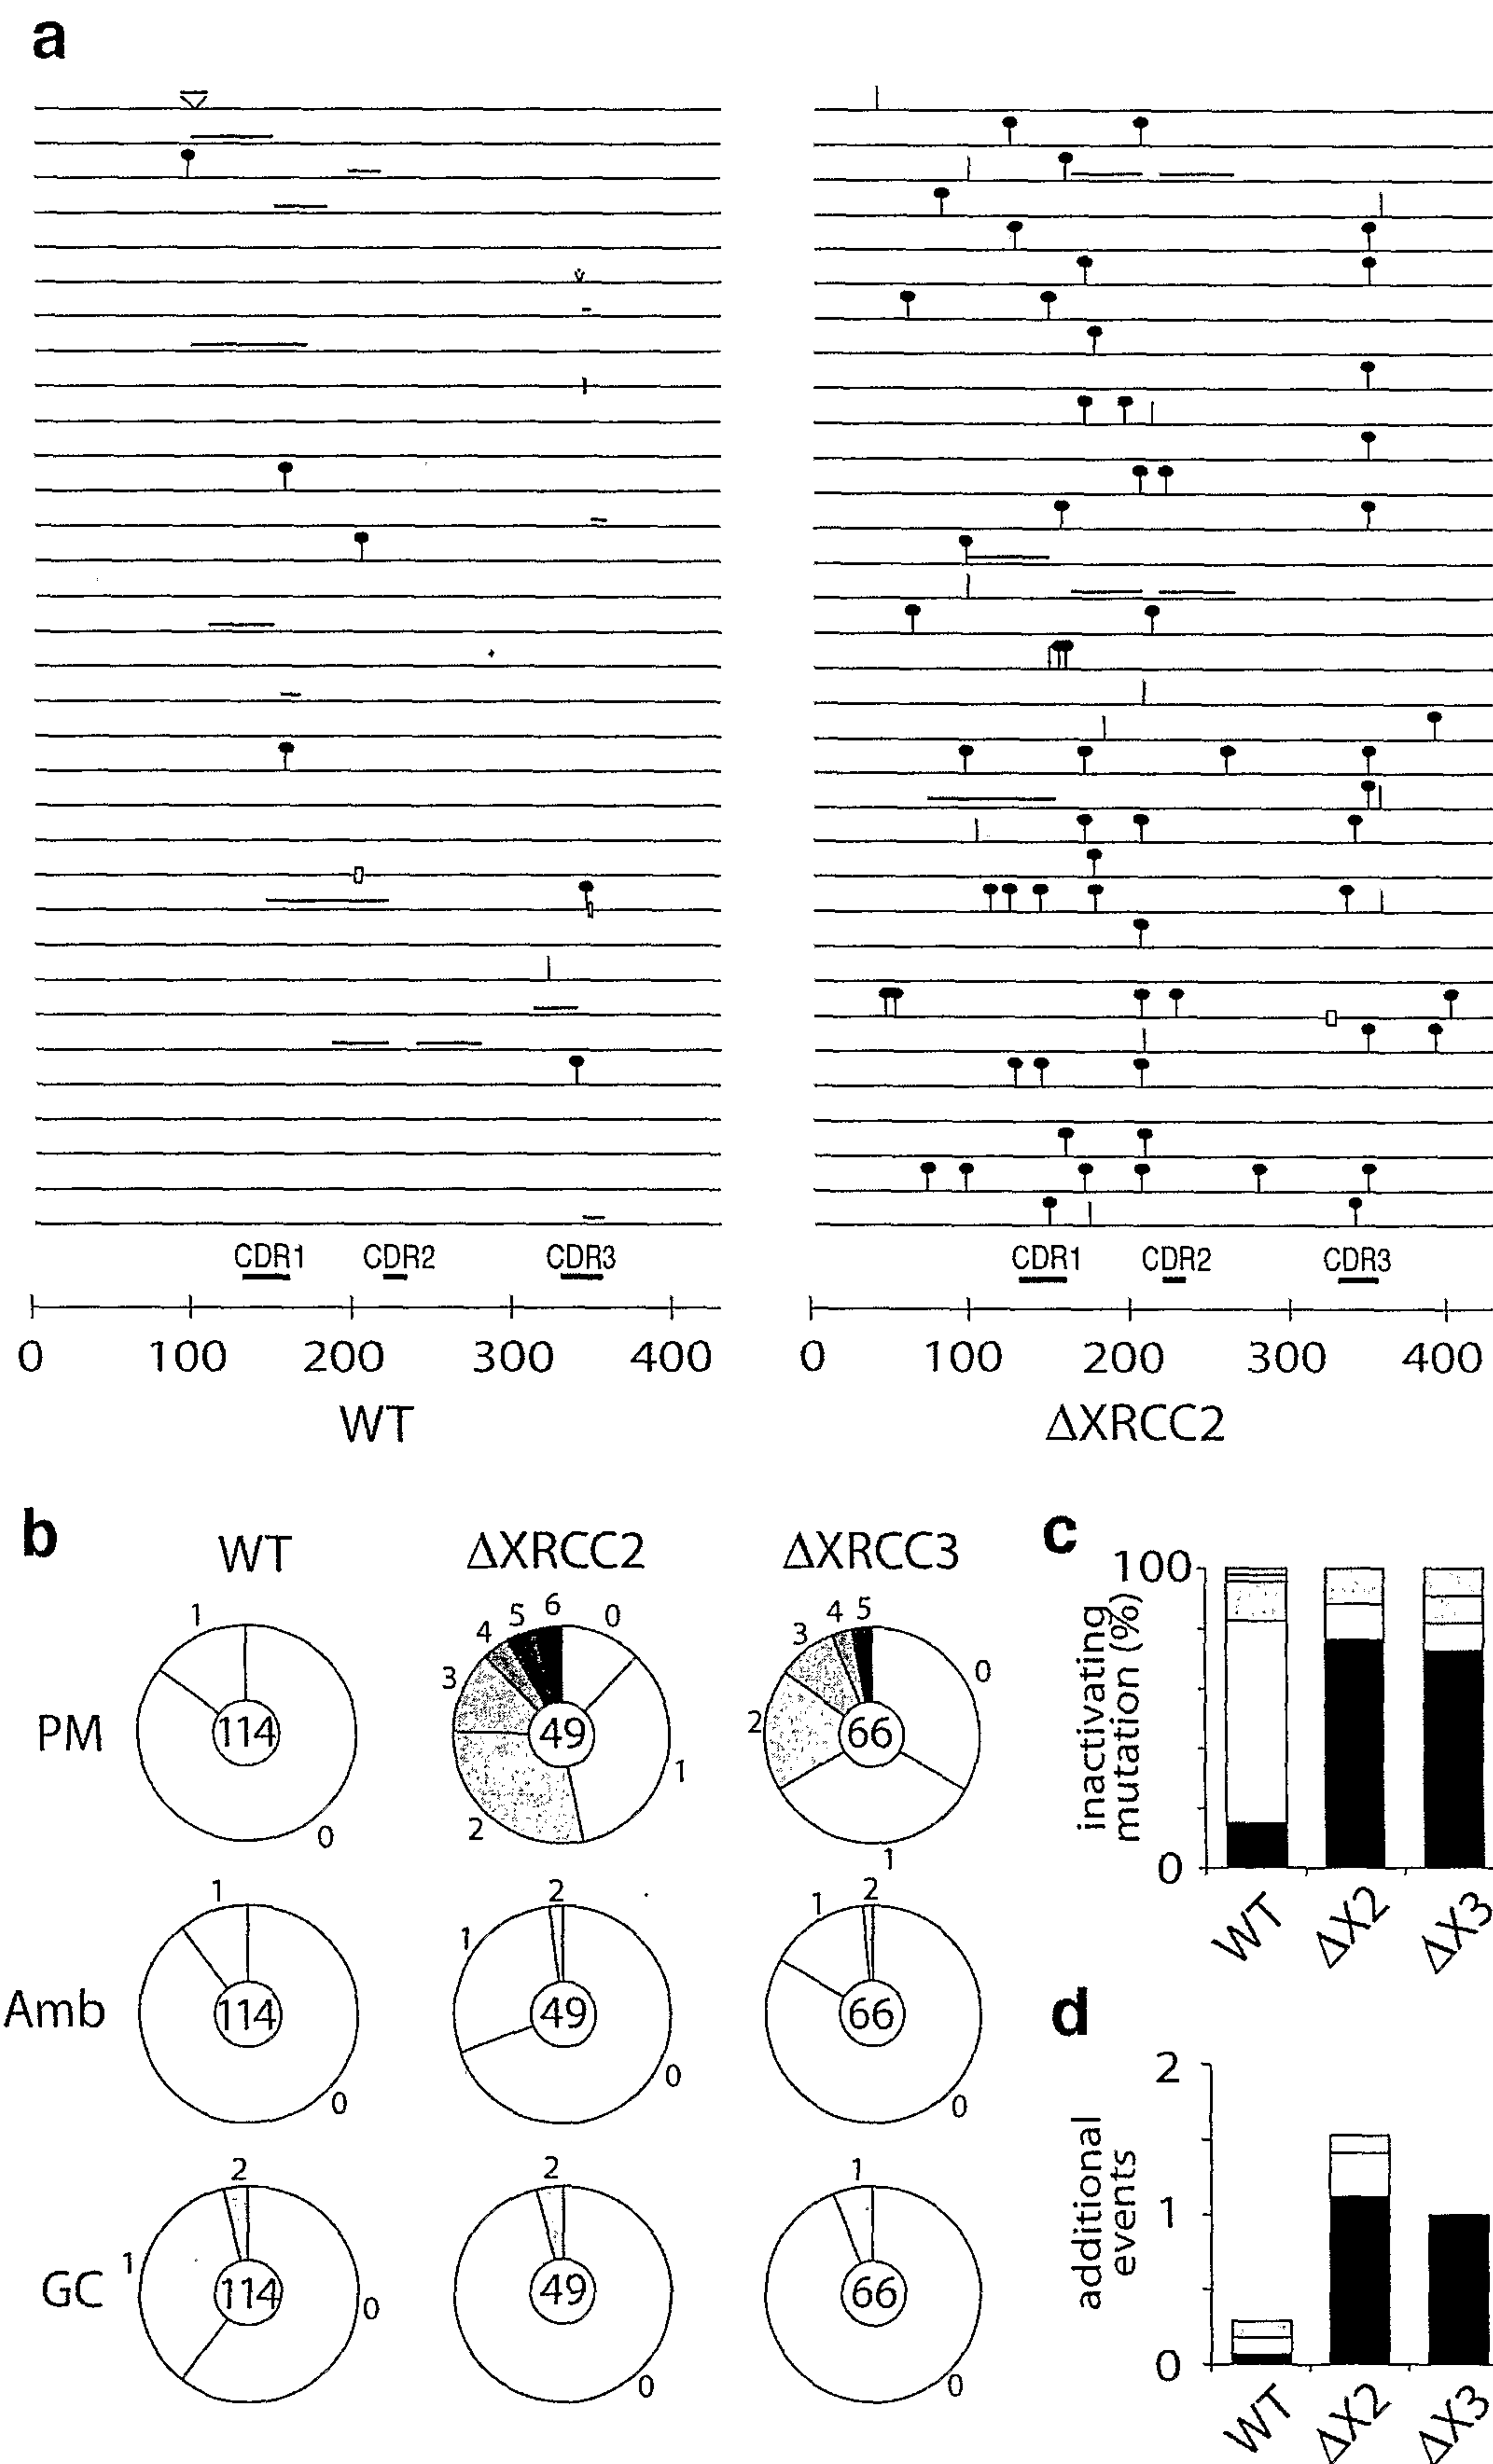 a
CDR1 CDR2 CDR3
CDR1 CDR2 CDR3
0 100 200 300 400
0 100 200 300 400
WT
ΔXRCC2
b
WT ΔXRCC2 ΔXRCC3
PM
1 114 0
0 1 2 3 4 5 6 49
0 1 2 3 4 5 66
Amb
1 114 0
1 2 49 0
1 2 66 0
GC
1 2 114 0
2 49 0
1 66 0
c
100
0
inactivating
mutation (%)
WT ΔX2 ΔX3
d
2
1
0
additional
events
WT ΔX2 ΔX3